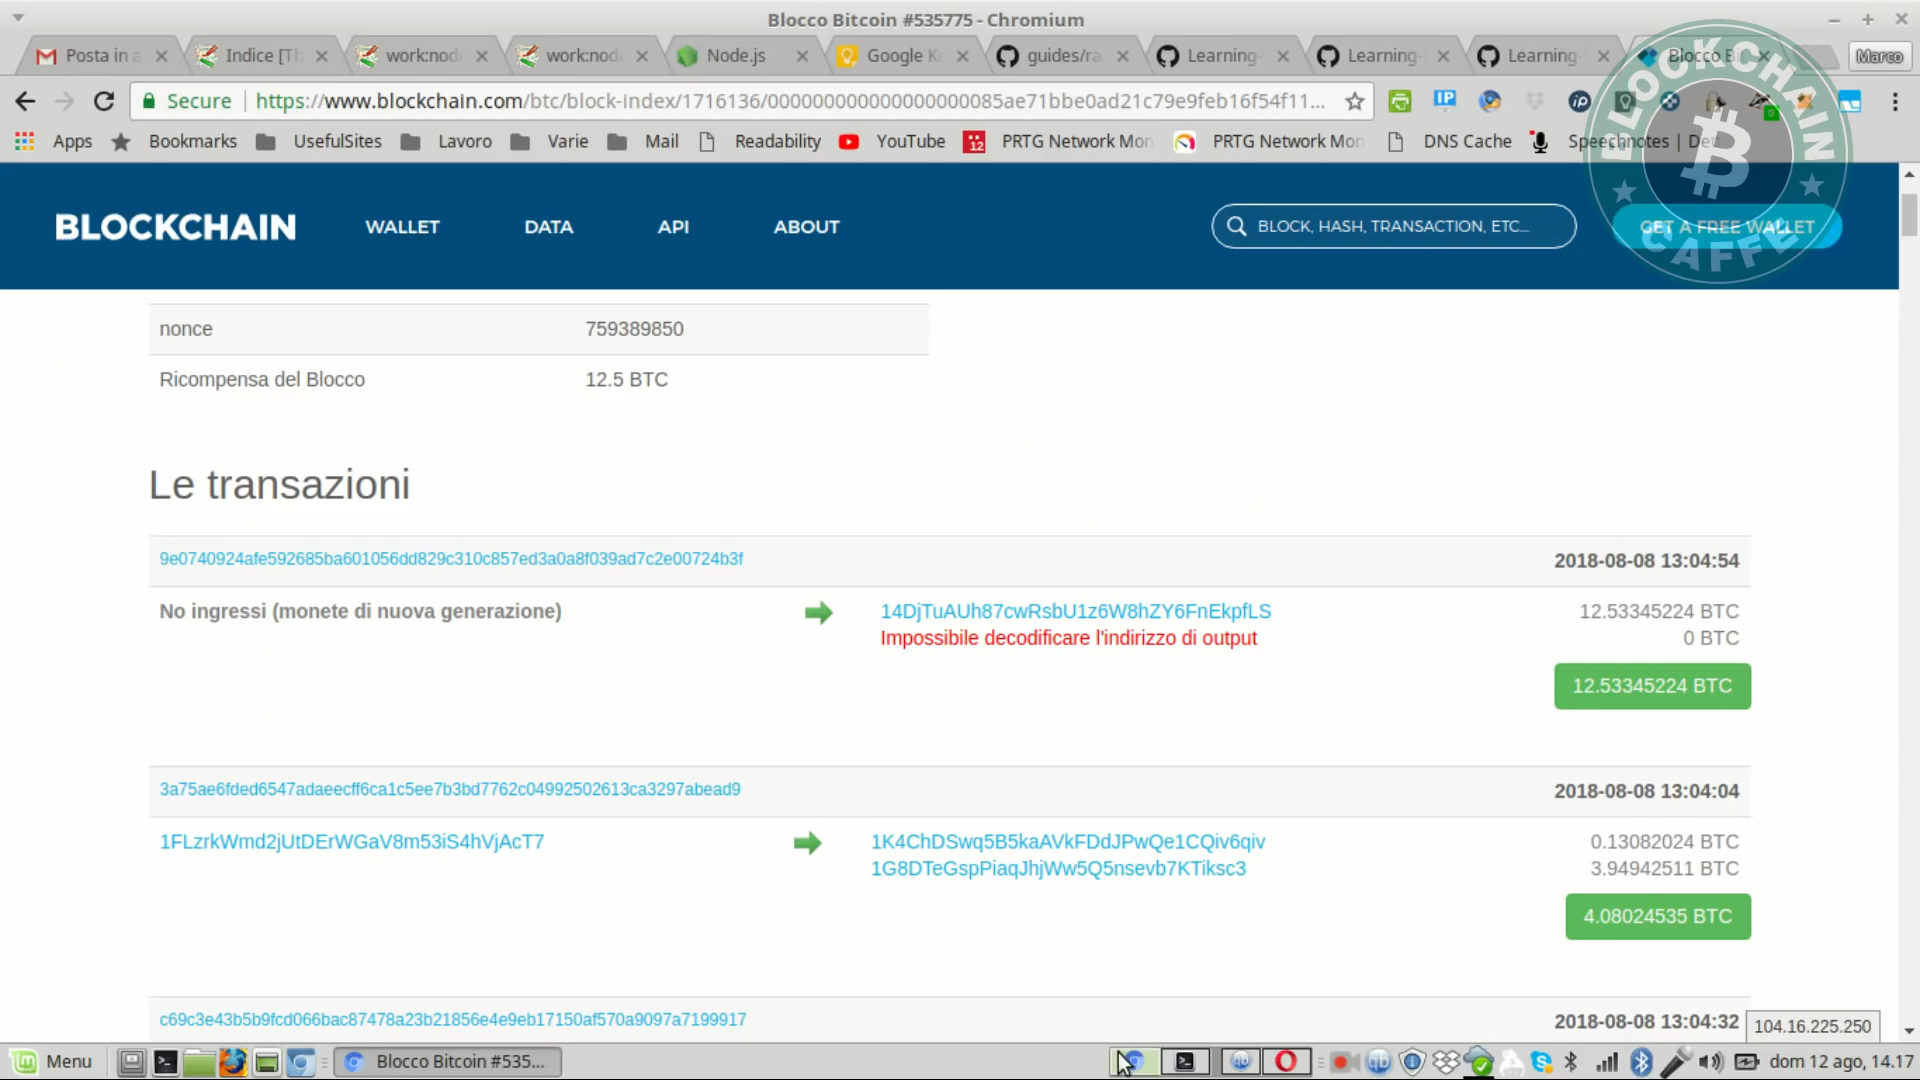 Blocco Bitcoin #535775 - Chromium
Posta in a
Indice [Th
work:nod
work:nod
Node.js
Google Ke
guides/ra
Learning-
Learning-
Learning-
Blocco Bi
Marco
Secure
https://www.blockchain.com/btc/block-index/1716136/0000000000000000000085ae71bbe0ad21c79e9feb16f54f11...
Apps
Bookmarks
UsefulSites
Lavoro
Varie
Mail
Readability
YouTube
PRTG Network Mon
PRTG Network Mon
DNS Cache
Speechnotes | De
BLOCKCHAIN
CAFFE
BLOCKCHAIN
WALLET
DATA
API
ABOUT
BLOCK, HASH, TRANSACTION, ETC...
GET A FREE WALLET
nonce 759389850
Ricompensa del Blocco 12.5 BTC
Le transazioni
9e0740924afe592685ba601056dd829c310c857ed3a0a8f039ad7c2e00724b3f 2018-08-08 13:04:54
No ingressi (monete di nuova generazione) 14DjTuAUh87cwRsbU1z6W8hZY6FnEkpfLS 12.53345224 BTC
Impossibile decodificare l'indirizzo di output 0 BTC
12.53345224 BTC
3a75ae6fded6547adaeecff6ca1c5ee7b3bd7762c04992502613ca3297abead9 2018-08-08 13:04:04
1FLzrkWmd2jUtDErWGaV8m53iS4hVjAcT7 1K4ChDSwq5B5kaAVkFDdJPwQe1CQiv6qiv 0.13082024 BTC
1G8DTeGspPiaqJhjWw5Q5nsevb7KTiksc3 3.94942511 BTC
4.08024535 BTC
c69c3e43b5b9fcd066bac87478a23b21856e4e9eb17150af570a9097a7199917 2018-08-08 13:04:32
104.16.225.250
Menu
Blocco Bitcoin #535...
dom 12 ago, 14.17